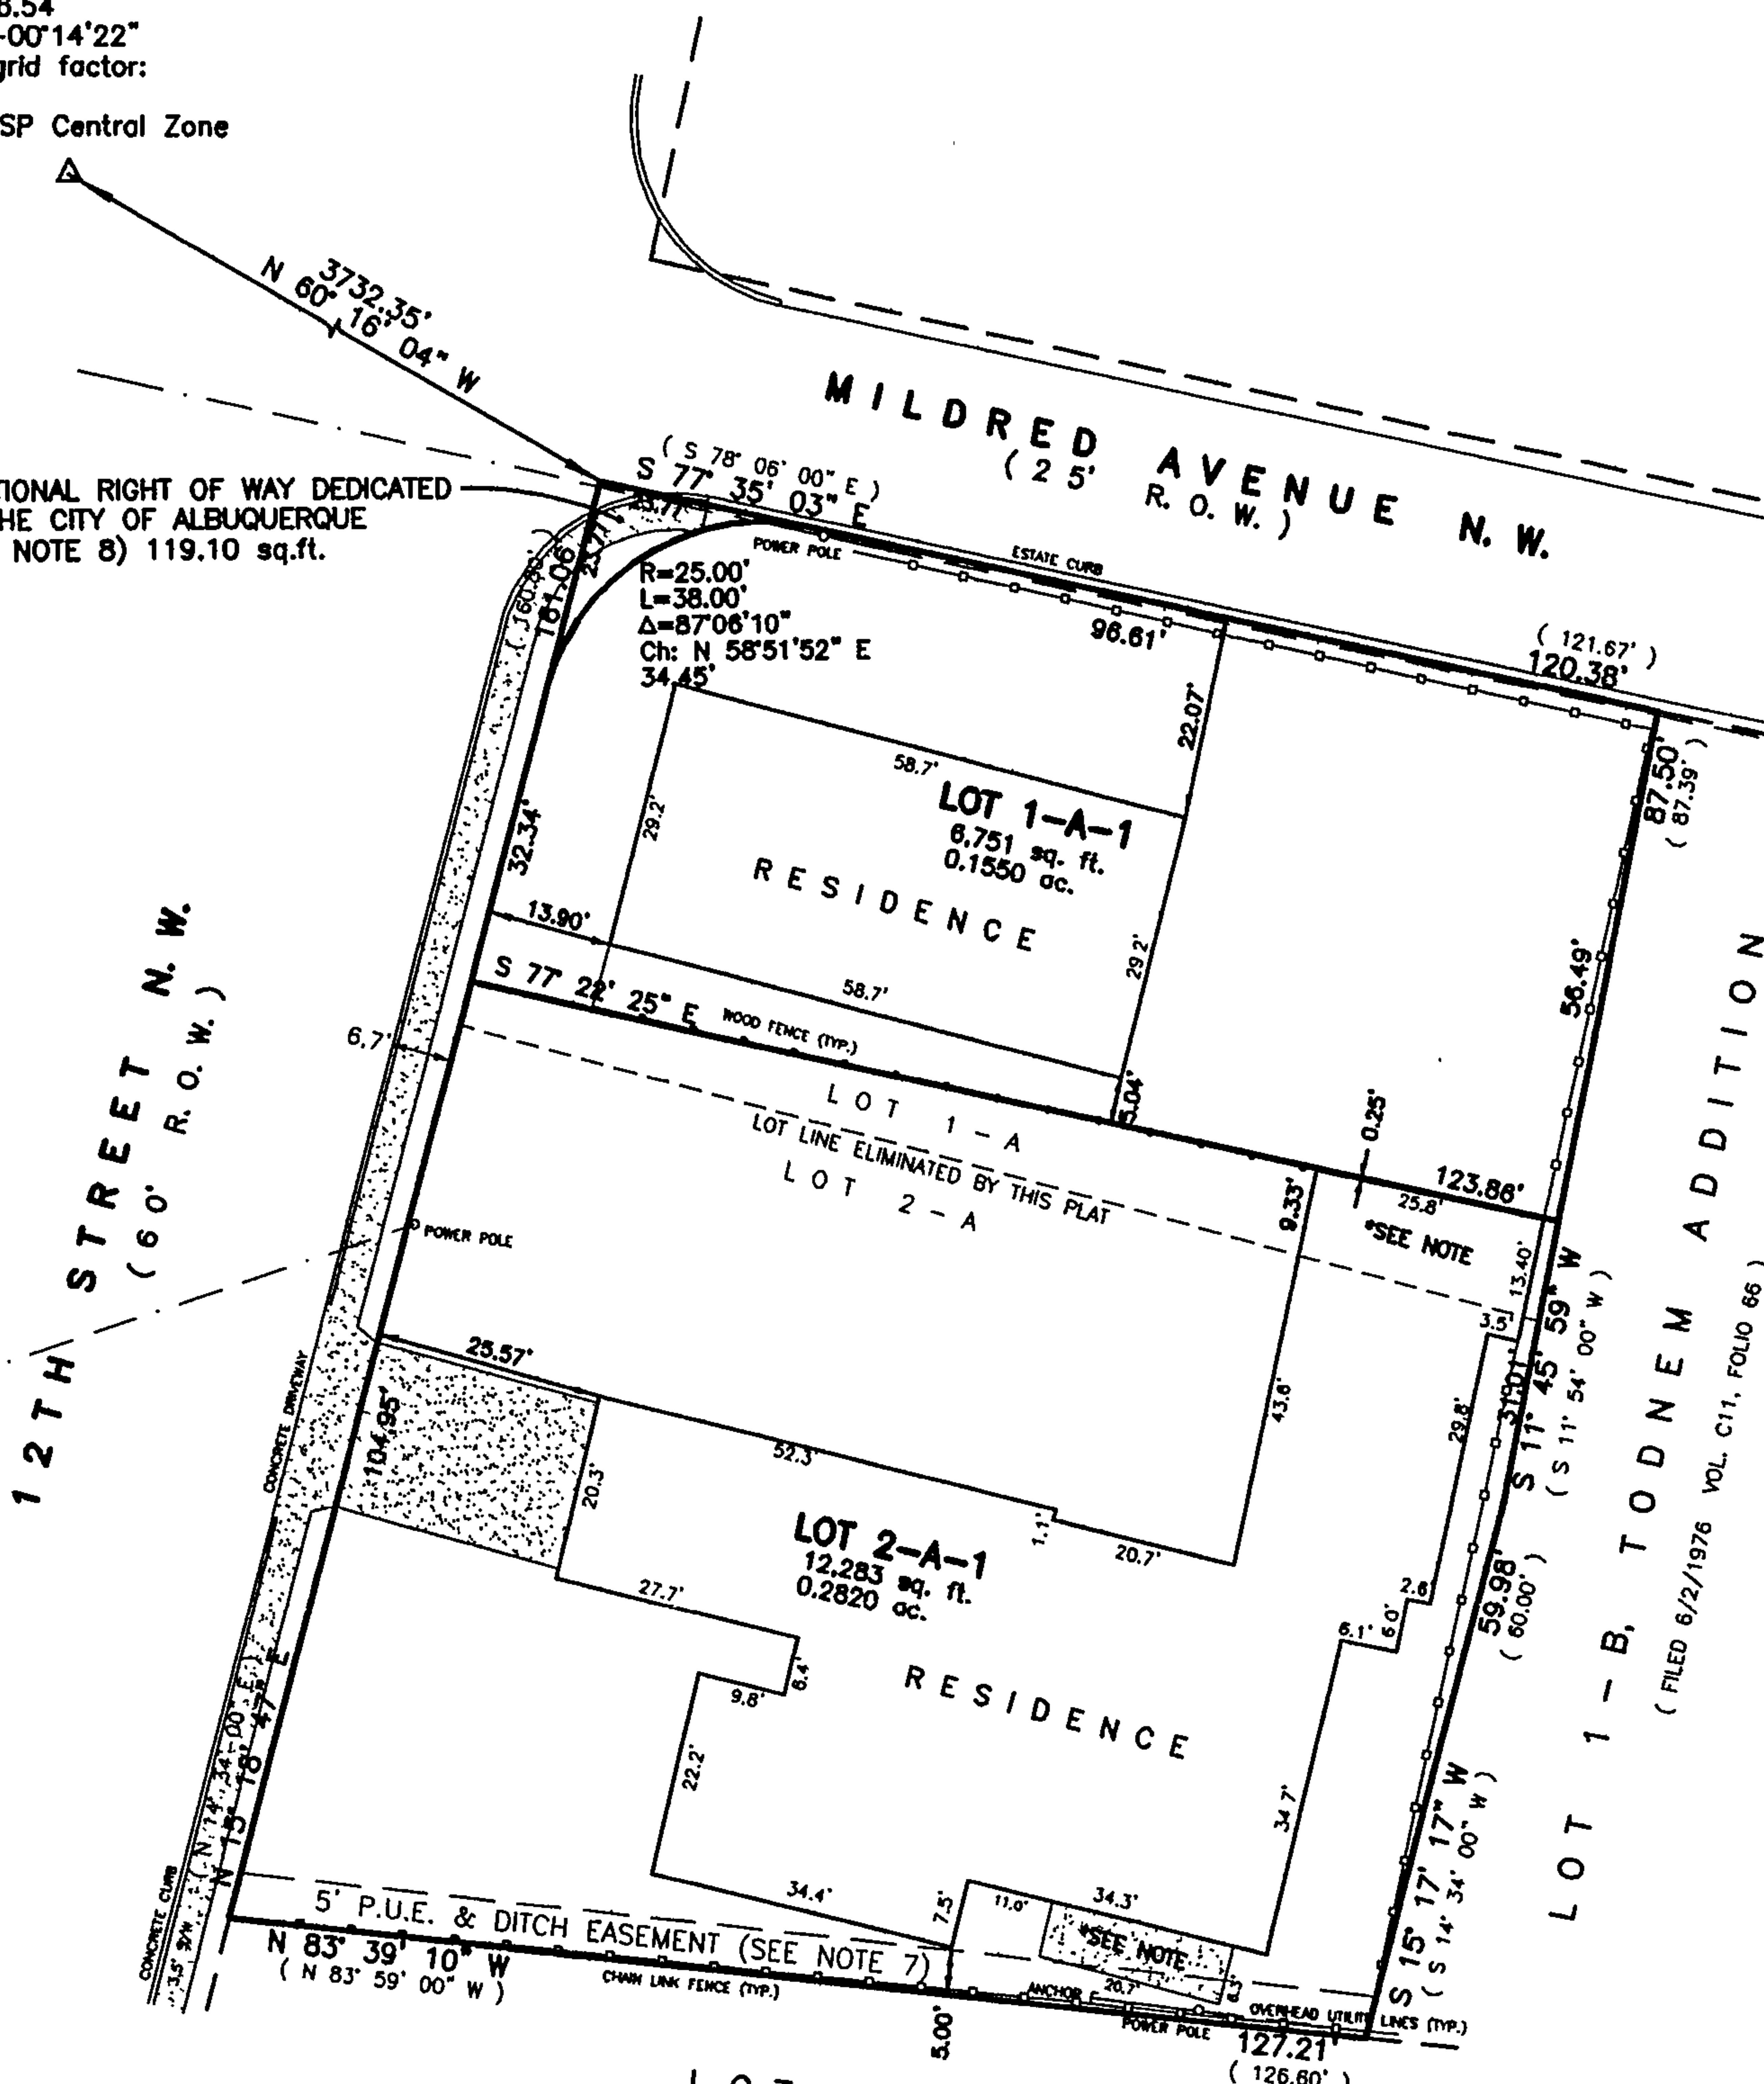 8.54
-00°14'22"
grid factor:
SP Central Zone
3732.35'
N 60° 16' 04" W
MILDRED AVENUE N.W.
( 25' R.O.W. )
( S 78° 06' 00" E )
S 77° 35' 03" E
TIONAL RIGHT OF WAY DEDICATED
HE CITY OF ALBUQUERQUE
NOTE 8) 119.10 sq.ft.
23.77'
23.77'
161.06'
POWER POLE
ESTATE CURB
R=25.00'
L=38.00'
Δ=87°06'10"
Ch: N 58°51'52" E
34.45'
96.61'
( 121.67' )
120.38'
22.07'
87.50'
( 87.39' )
58.7'
LOT 1-A-1
6,751 sq. ft.
0.1550 ac.
29.2'
32.34'
RESIDENCE
13.90'
29.2'
56.49'
58.7'
S 77° 22' 25" E
WOOD FENCE (TYP.)
6.7'
12TH STREET N.W.
( 60' R.O.W. )
5.04'
LOT 1-A
LOT LINE ELIMINATED BY THIS PLAT
LOT 2-A
0.25'
123.86'
25.8'
9.33'
*SEE NOTE
13.40'
POWER POLE
3.5'
31.01'
S 11° 45' 59" W
( S 11° 54' 00" W )
25.57'
CONCRETE DRIVEWAY
104.95'
52.3'
43.6'
29.8'
20.3'
1.1'
20.7'
LOT 2-A-1
12,283 sq. ft.
0.2820 ac.
27.7'
2.6'
6.0'
6.1'
59.98'
( 60.00' )
6.4'
9.8'
RESIDENCE
22.2'
34.7'
N 15° 18' 47" E
( N 14° 34' 00" E )
S 15° 17' 17" W
( S 14° 34' 00" W )
LOT 1-B, TODNEM ADDITION
( FILED 6/2/1976 VOL. C11, FOLIO 66 )
34.4'
7.5'
11.0'
34.3'
CONCRETE CURB
3.5' S/W
5' P.U.E. & DITCH EASEMENT (SEE NOTE 7)
*SEE NOTE
N 83° 39' 10" W
( N 83° 59' 00" W )
CHAIN LINK FENCE (TYP.)
ANCHOR
20.7'
6.3'
OVERHEAD UTILITY LINES (TYP.)
POWER POLE
5.00'
127.21'
( 126.60' )
LOT